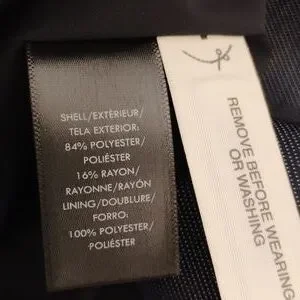 SHELL/EXTÉRIEUR/
TELA EXTERIOR:
84% POLYESTER/
POLIÉSTER
16% RAYON/
RAYONNE/RAYÓN
LINING/DOUBLURE/
FORRO:
100% POLYESTER/
POLIÉSTER
REMOVE BEFORE WEARING
OR WASHING